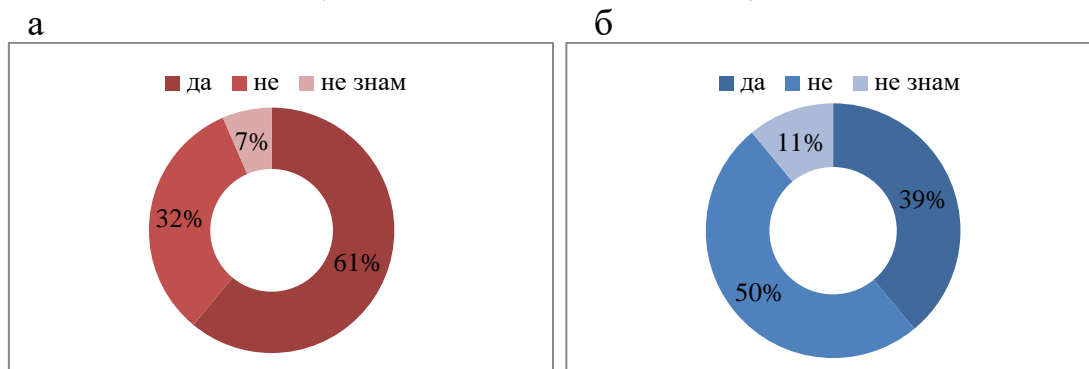 а
да не не знам
7%
32%
61%
б
да не не знам
11%
39%
50%